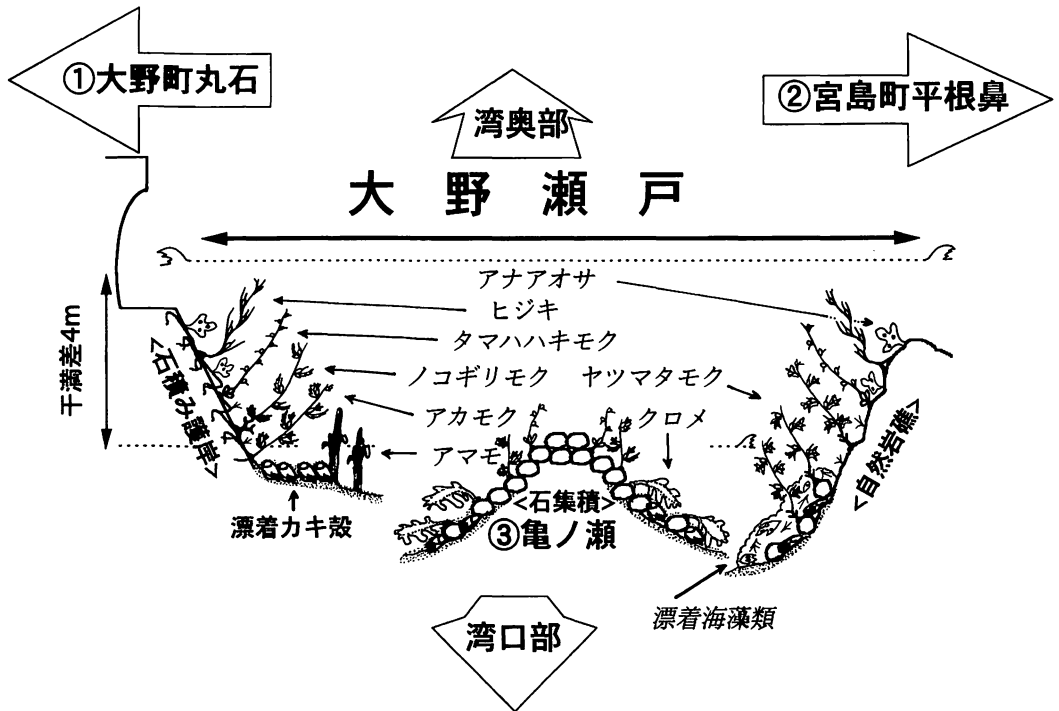 ①大野町丸石
②宮島町平根鼻
湾奥部
大野瀬戸
アナアオサ
ヒジキ
タマハハキモク
ノコギリモク
ヤツマタモク
アカモク
クロメ
アマモ
干満差4m
<石積み護岸>
<自然岩礁>
<石集積>
③亀ノ瀬
漂着カキ殻
漂着海藻類
湾口部